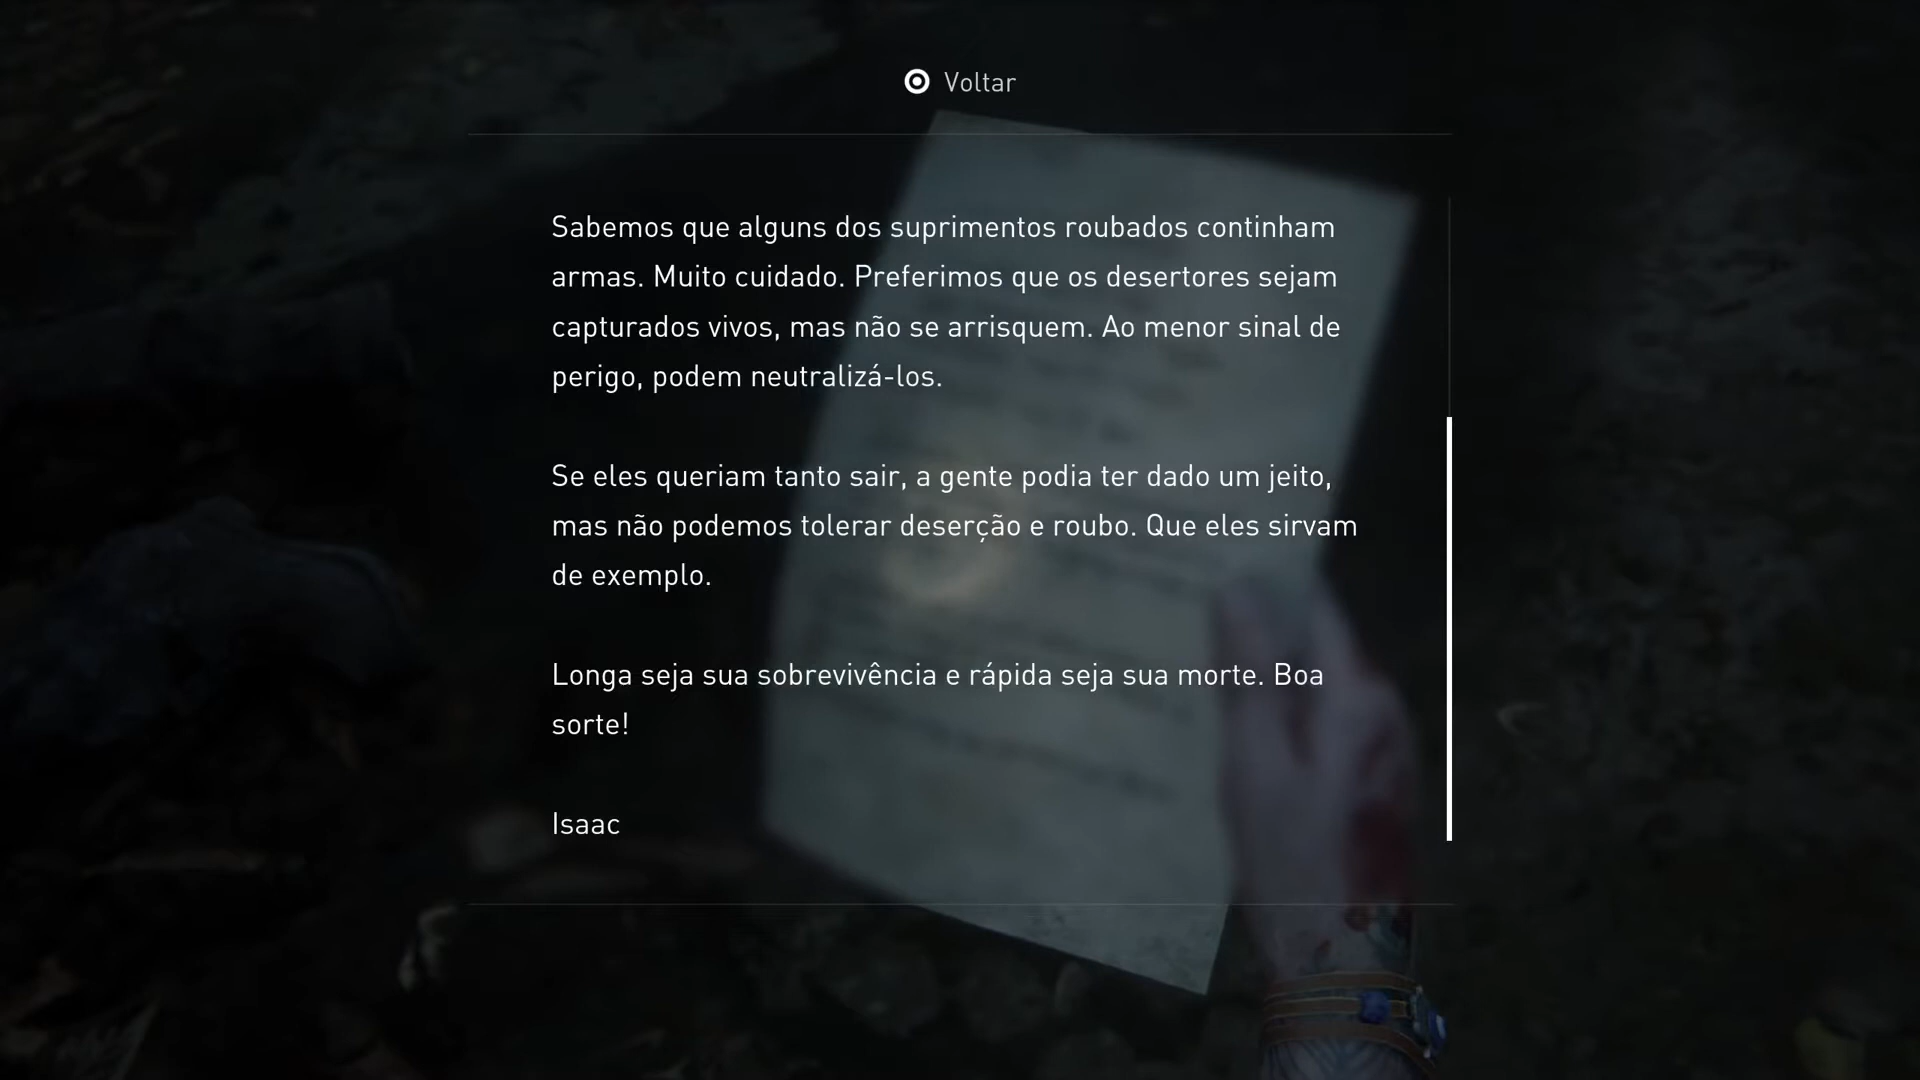 Voltar
Sabemos que alguns dos suprimentos roubados continham
armas. Muito cuidado. Preferimos que os desertores sejam
capturados vivos, mas não se arrisquem. Ao menor sinal de
perigo, podem neutralizá-los.
Se eles queriam tanto sair, a gente podia ter dado um jeito,
mas não podemos tolerar deserção e roubo. Que eles sirvam
de exemplo.
Longa seja sua sobrevivência e rápida seja sua morte. Boa
sorte!
Isaac